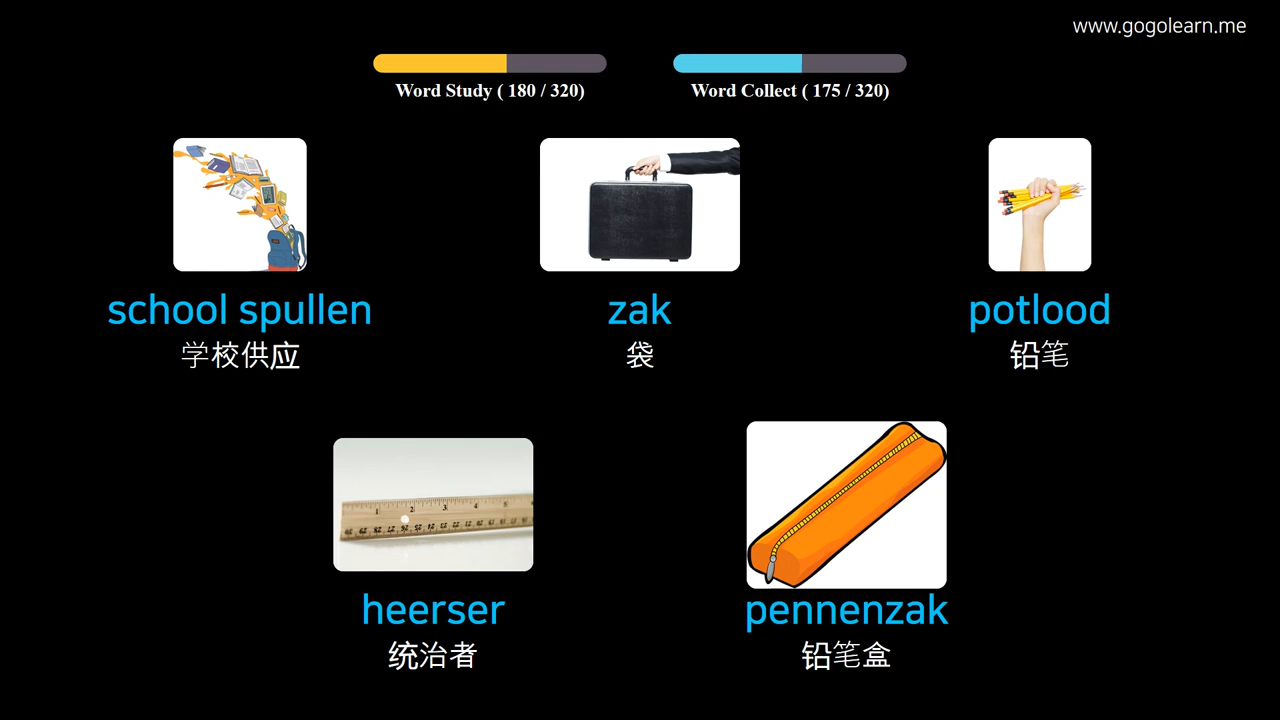 www.gogolearn.me
Word Study ( 180 / 320)
Word Collect ( 175 / 320)
school spullen
学校供应
zak
袋
potlood
铅笔
heerser
统治者
pennenzak
铅笔盒